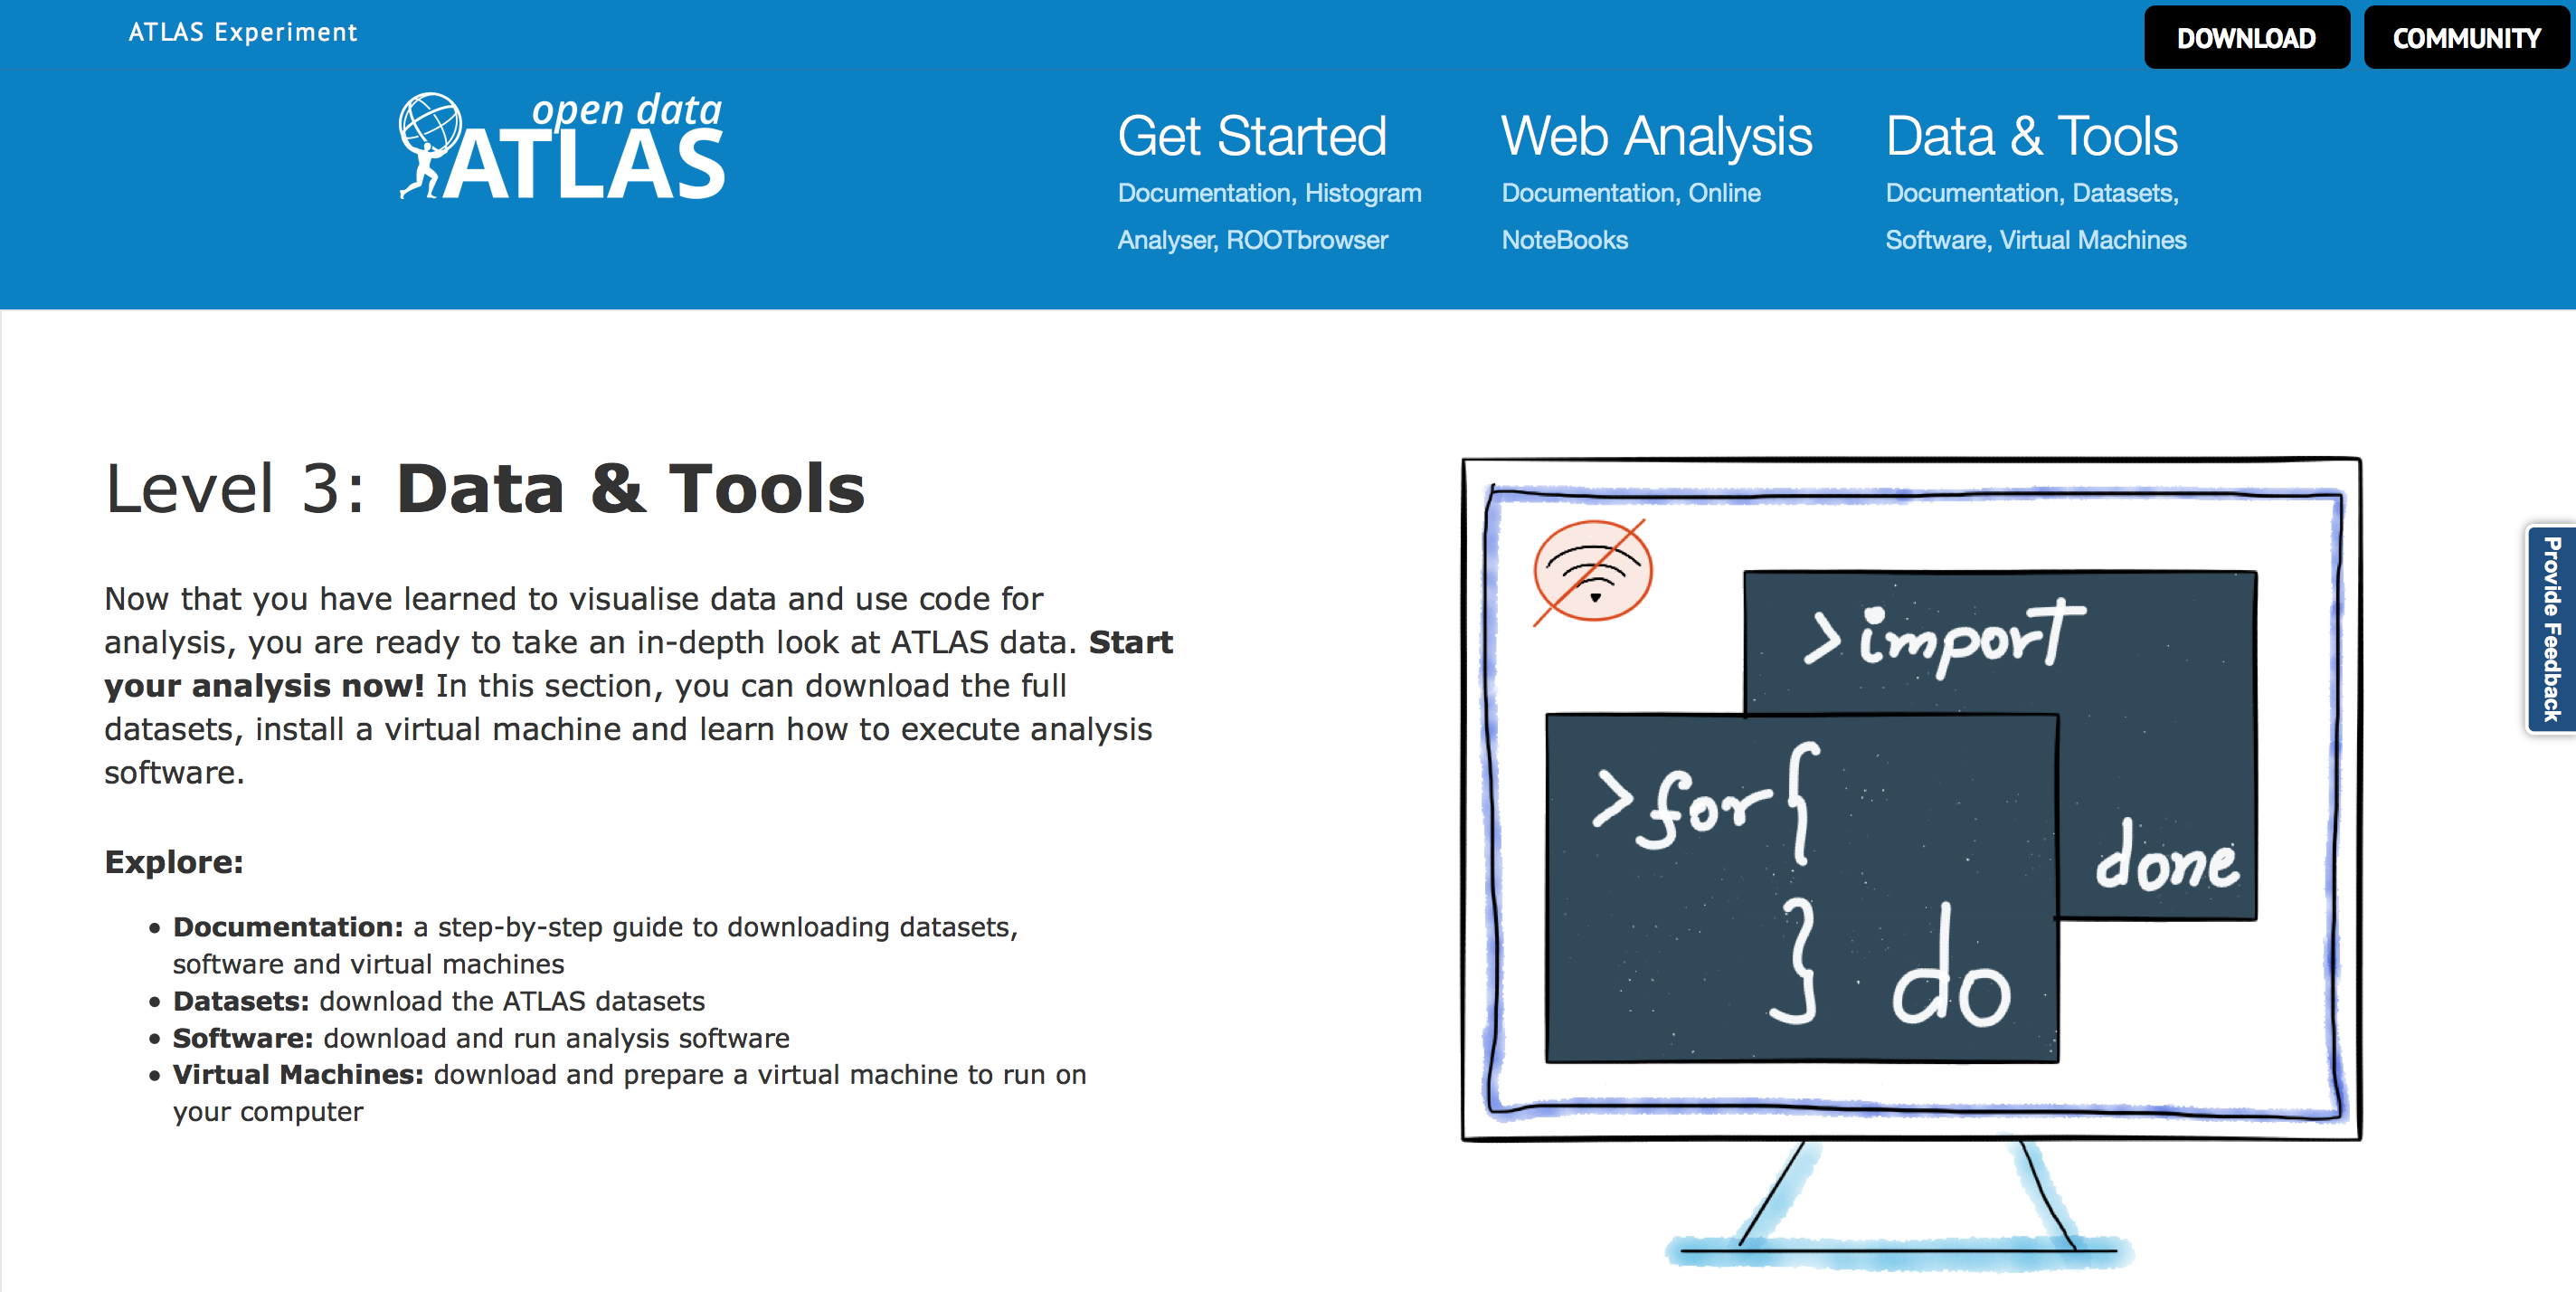 ATLAS Experiment
DOWNLOAD
COMMUNITY
open data
ATLAS
Get Started
Documentation, Histogram
Analyser, ROOTbrowser
Web Analysis
Documentation, Online
NoteBooks
Data & Tools
Documentation, Datasets,
Software, Virtual Machines
Level 3: Data & Tools
Now that you have learned to visualise data and use code for
analysis, you are ready to take an in-depth look at ATLAS data. Start
your analysis now! In this section, you can download the full
datasets, install a virtual machine and learn how to execute analysis
software.
Explore:
• Documentation: a step-by-step guide to downloading datasets,
software and virtual machines
• Datasets: download the ATLAS datasets
• Software: download and run analysis software
• Virtual Machines: download and prepare a virtual machine to run on
your computer
>import
done
>for{
} do
Provide Feedback